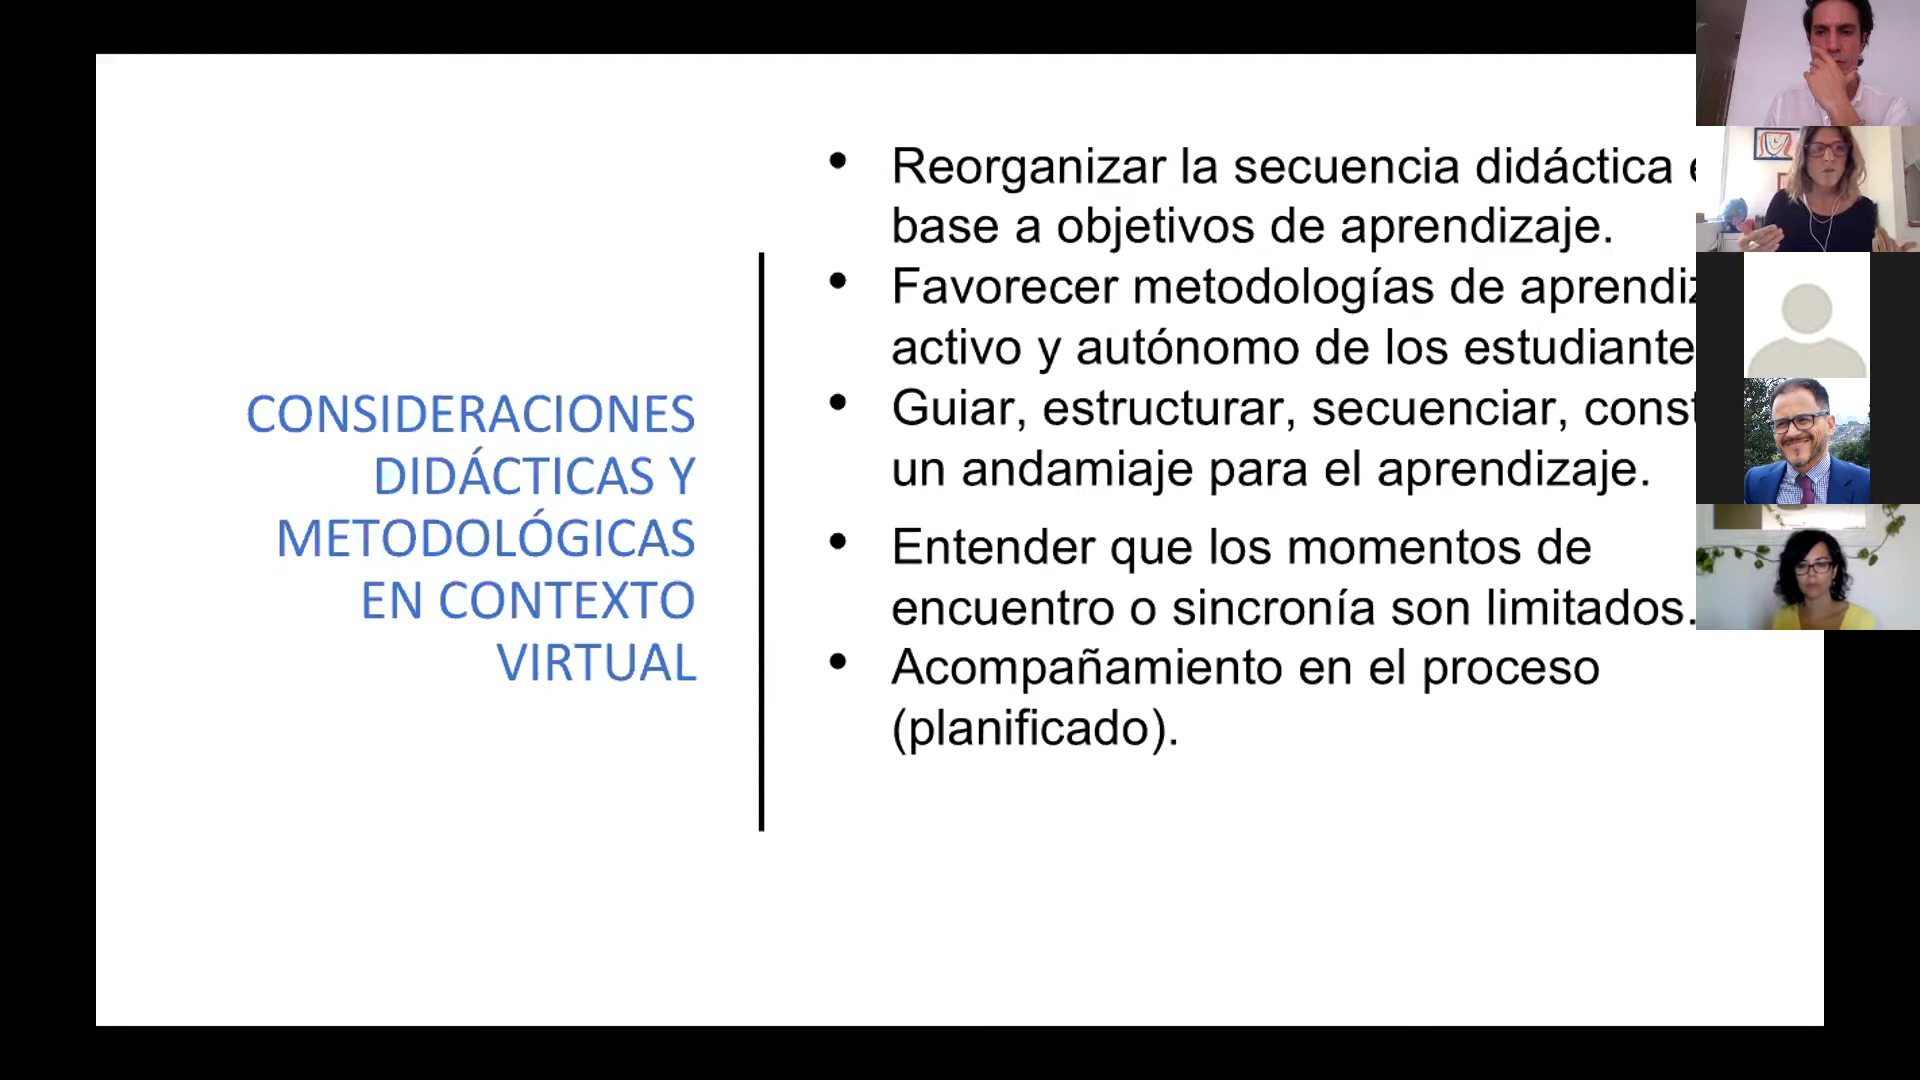 CONSIDERACIONES
DIDÁCTICAS Y
METODOLÓGICAS
EN CONTEXTO
VIRTUAL
• Reorganizar la secuencia didáctica
base a objetivos de aprendizaje.
• Favorecer metodologías de
activo y autónomo de los
• Guiar, estructurar, secuenciar,
un andamiaje para el aprendizaje.
• Entender que los momentos de
encuentro o sincronía son limitados.
• Acompañamiento en el proceso
(planificado).